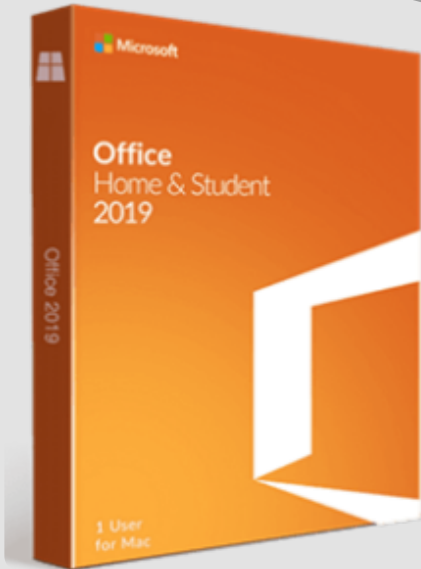 Microsoft
Office
Home & Student
2019
1 User
for Mac
Office 2019